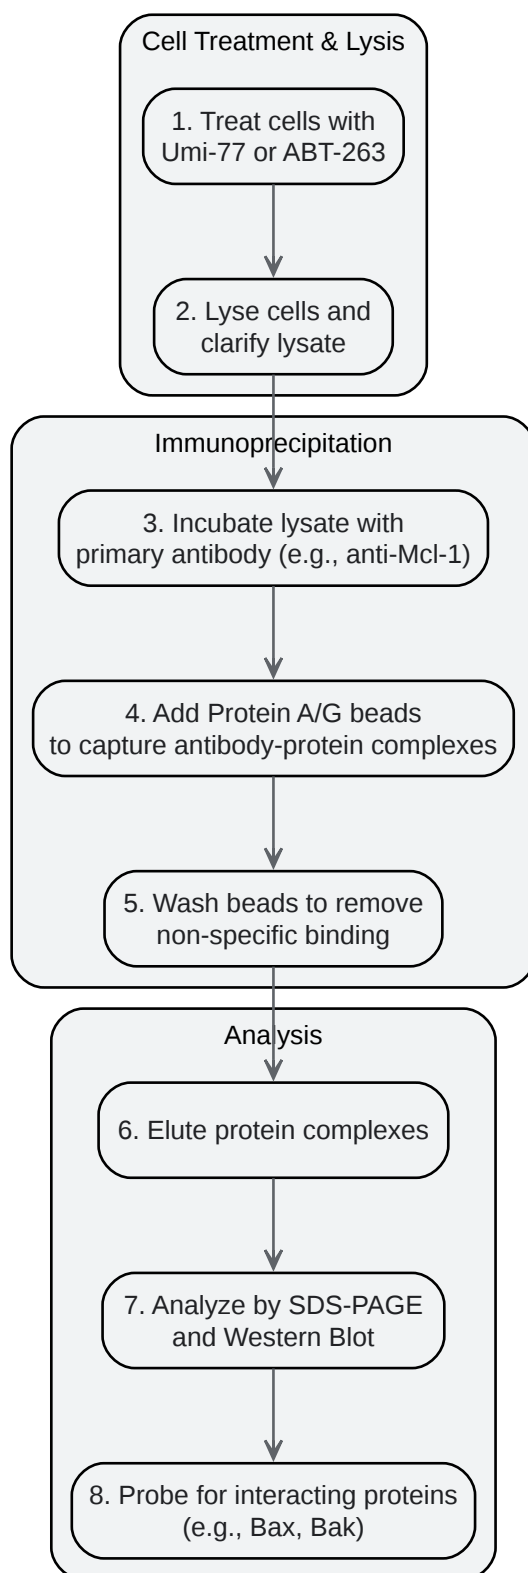 Cell Treatment & Lysis
1. Treat cells with
Umi-77 or ABT-263
2. Lyse cells and
clarify lysate
Immunoprecipitation
3. Incubate lysate with
primary antibody (e.g., anti-Mcl-1)
4. Add Protein A/G beads
to capture antibody-protein complexes
5. Wash beads to remove
non-specific binding
Analysis
6. Elute protein complexes
7. Analyze by SDS-PAGE
and Western Blot
8. Probe for interacting proteins
(e.g., Bax, Bak)